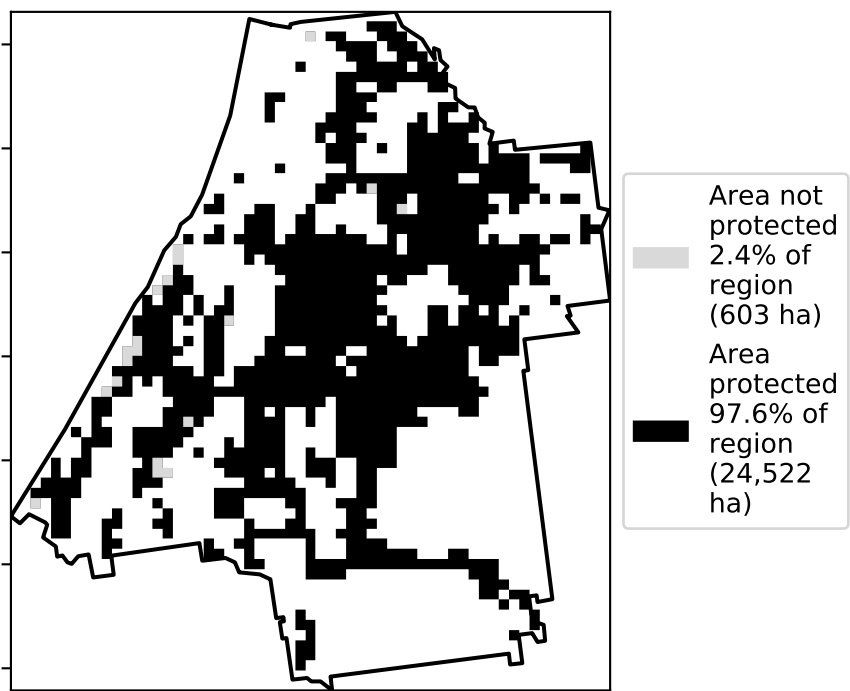 Area not
protected
2.4% of
region
(603 ha)
Area
protected
97.6% of
region
(24,522
ha)